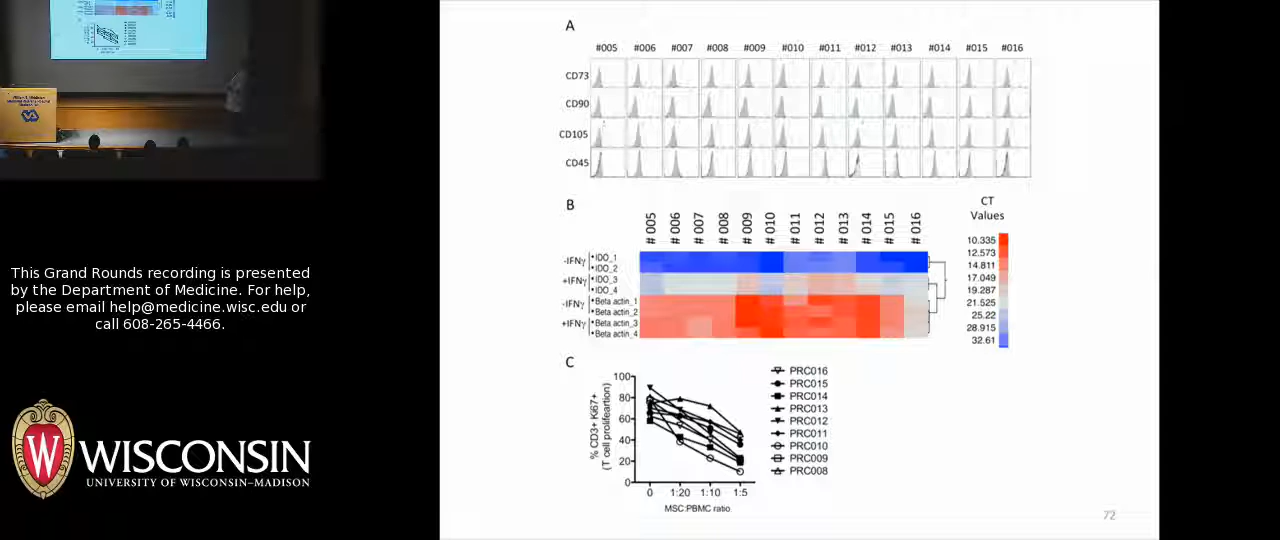 This Grand Rounds recording is presented
by the Department of Medicine. For help,
please email help@medicine.wisc.edu or
call 608-265-4466.
W
WISCONSIN
UNIVERSITY OF WISCONSIN–MADISON
A
#005 #006 #007 #008 #009 #010 #011 #012 #013 #014 #015 #016
CD73
CD90
CD105
CD45
B
# 005 # 006 # 007 # 008 # 009 # 010 # 011 # 012 # 013 # 014 # 015 # 016
-IFNγ
IDO_1
IDO_2
+IFNγ
IDO_3
IDO_4
-IFNγ
Beta actin_1
Beta actin_2
+IFNγ
Beta actin_3
Beta actin_4
CT
Values
10.335
12.573
14.811
17.049
19.287
21.525
25.22
28.915
32.61
C
% CD3+ Ki67+
(T cell prolifeartion)
100
80
60
40
20
0
0 1:20 1:10 1:5
MSC:PBMC ratio
PRC016
PRC015
PRC014
PRC013
PRC012
PRC011
PRC010
PRC009
PRC008
72